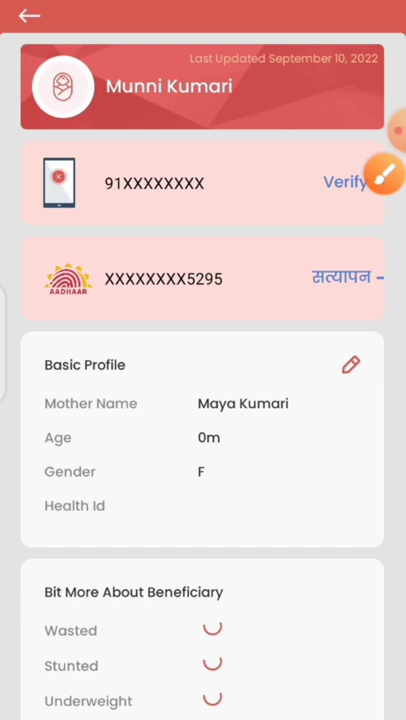 Last Updated September 10, 2022
Munni Kumari
91XXXXXXXX Verify
AADHAAR XXXXXXXX5295 सत्यापन -
Basic Profile
Mother Name Maya Kumari
Age 0m
Gender F
Health Id
Bit More About Beneficiary
Wasted
Stunted
Underweight